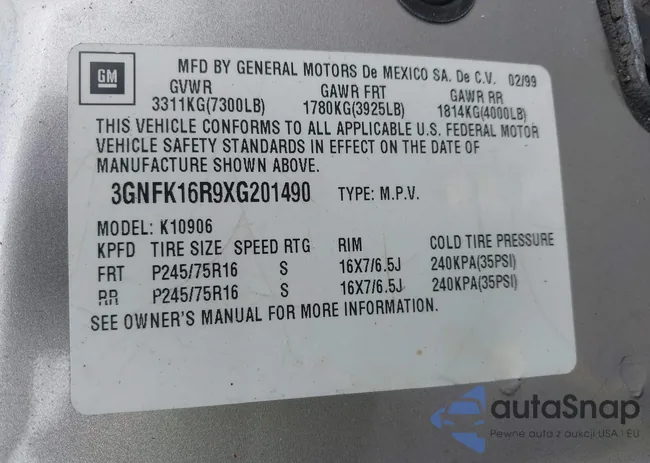 GM
MFD BY GENERAL MOTORS De MEXICO SA. De C.V. 02/99
GVWR GAWR FRT GAWR RR
3311KG(7300LB) 1780KG(3925LB) 1814KG(4000LB)
THIS VEHICLE CONFORMS TO ALL APPLICABLE U.S. FEDERAL MOTOR
VEHICLE SAFETY STANDARDS IN EFFECT ON THE DATE OF
MANUFACTURE SHOWN ABOVE.
3GNFK16R9XG201490 TYPE: M.P.V.
MODEL: K10906
KPFD TIRE SIZE SPEED RTG RIM COLD TIRE PRESSURE
FRT P245/75R16 S 16X7/6.5J 240KPA(35PSI)
RR P245/75R16 S 16X7/6.5J 240KPA(35PSI)
SEE OWNER'S MANUAL FOR MORE INFORMATION.
autaSnap
Pewne auta z aukcji USA i EU